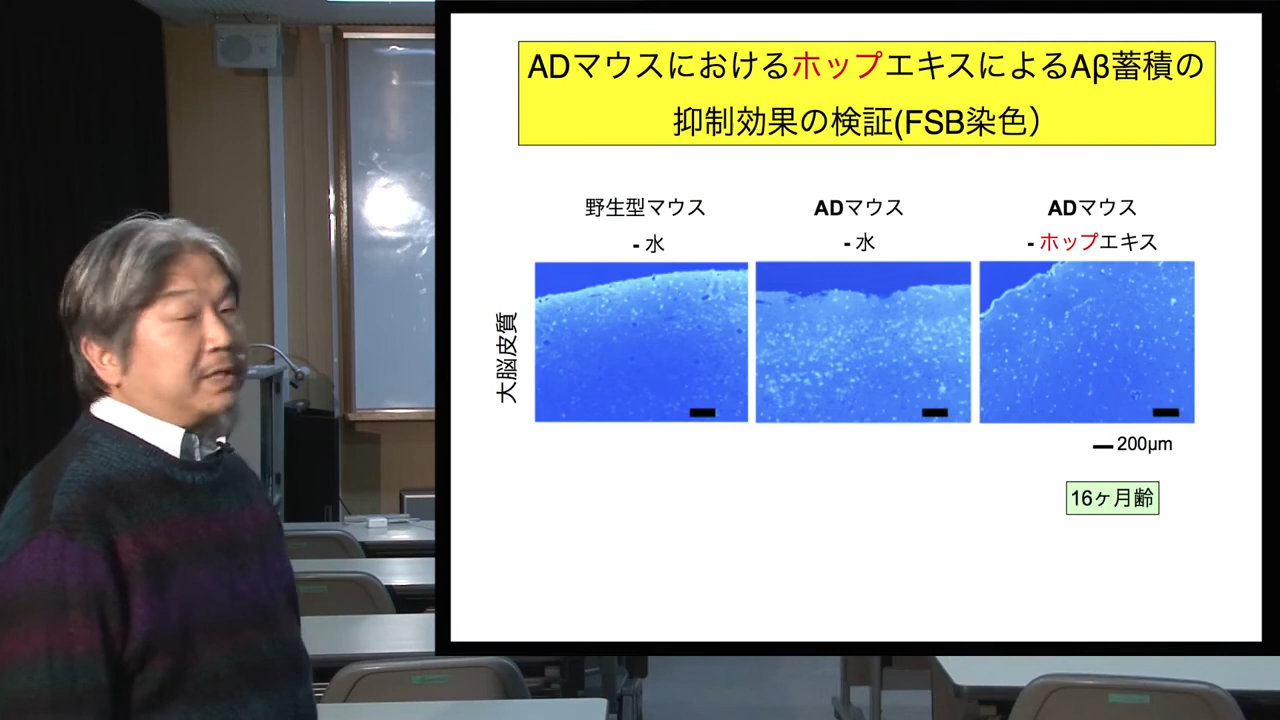 ADマウスにおけるホップエキスによるAβ蓄積の
抑制効果の検証(FSB染色）
野生型マウス
- 水
ADマウス
- 水
ADマウス
- ホップエキス
大脳皮質
200μm
16ヶ月齢